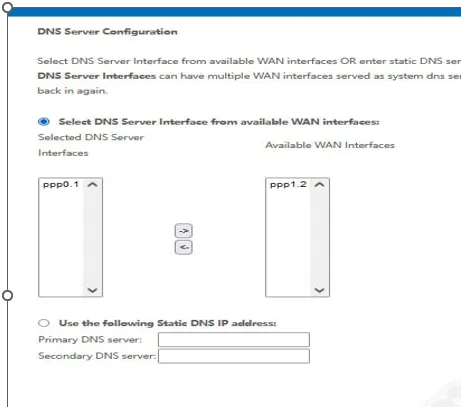 DNS Server Configuration
Select DNS Server Interface from available WAN interfaces OR enter static DNS ser
DNS Server Interfaces can have multiple WAN interfaces served as system dns ser
back in again.
Select DNS Server Interface from available WAN interfaces:
Selected DNS Server
Interfaces
Available WAN Interfaces
ppp0.1
ppp1.2
->
<-
Use the following Static DNS IP address:
Primary DNS server:
Secondary DNS server: